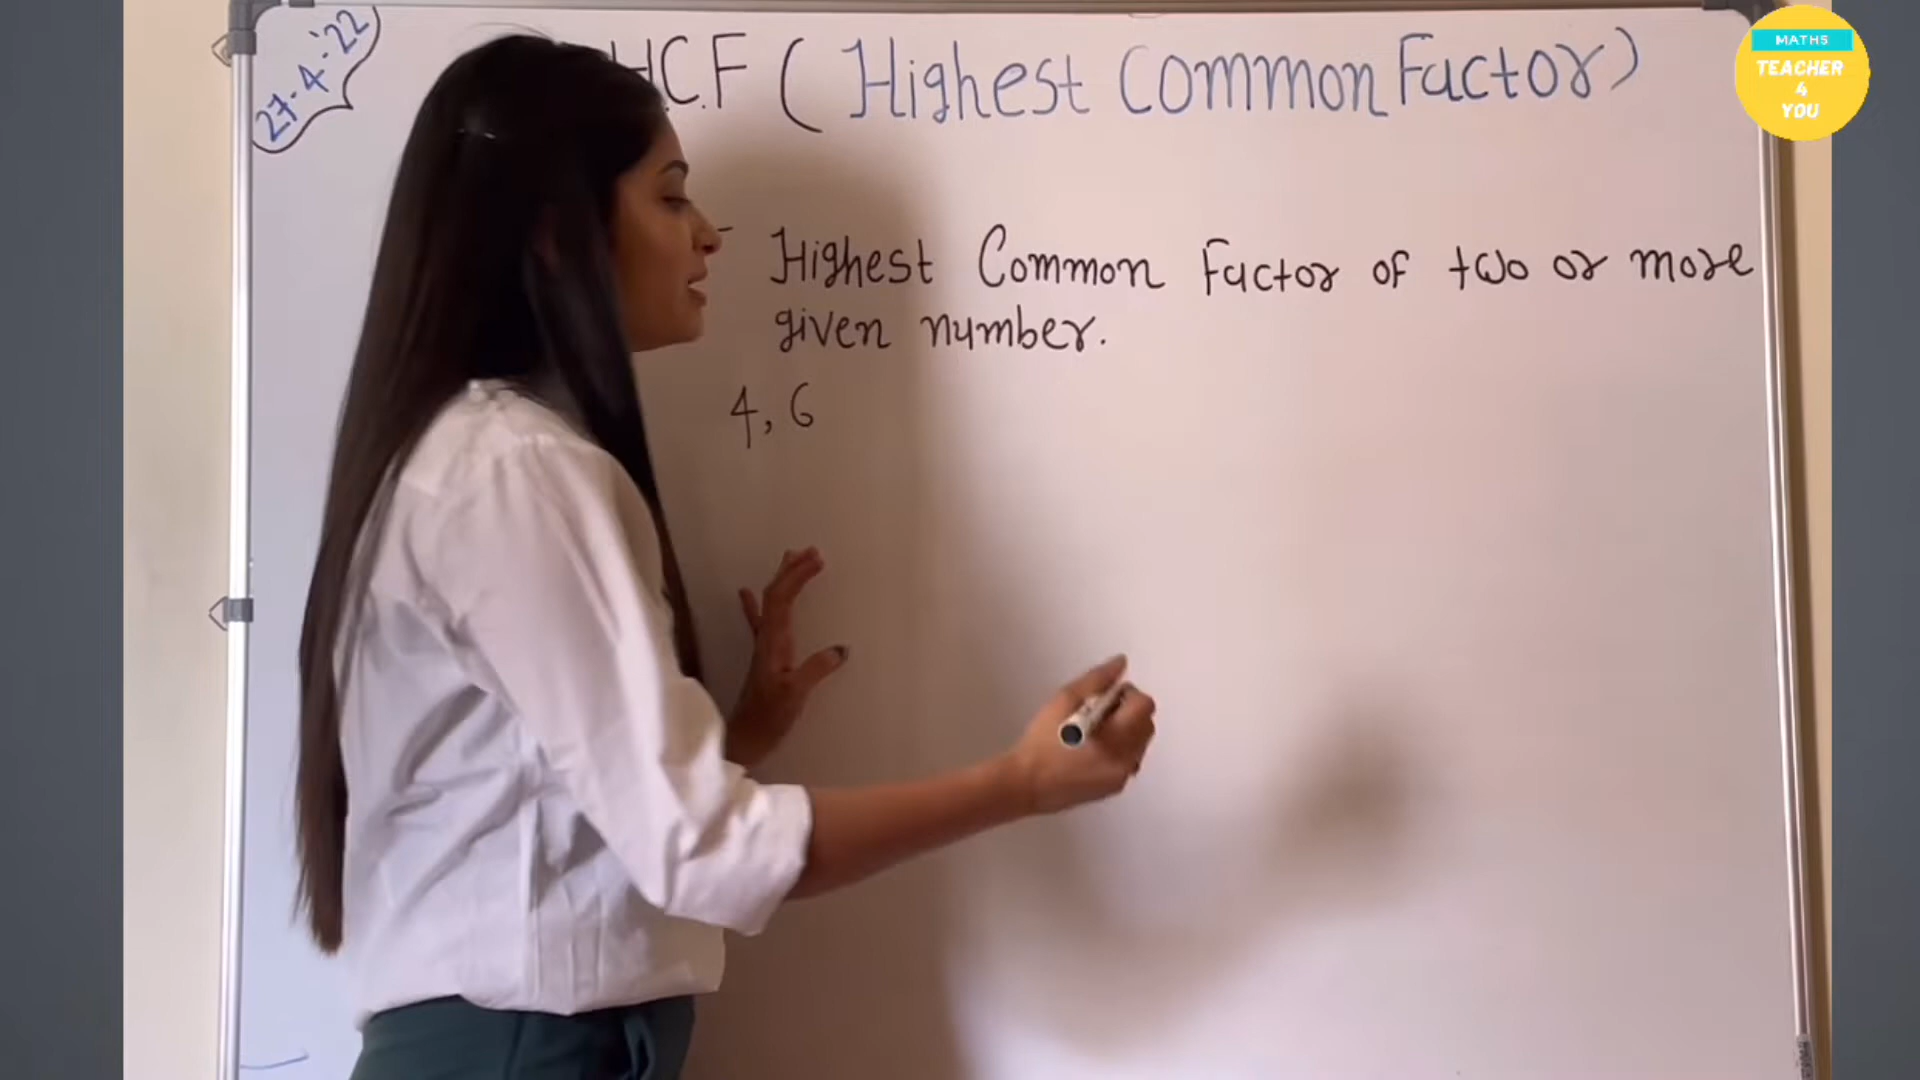 27-4-'22
H.C.F ( Highest Common Factor )
- Highest Common Factor of two or more
given number.
4, 6
MATHS
TEACHER
4
YOU